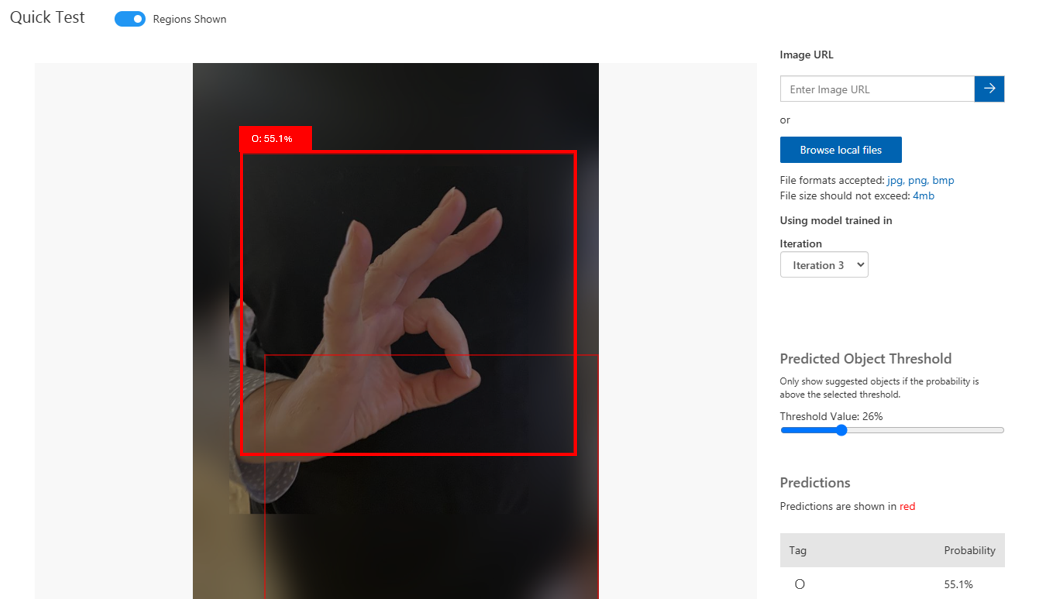 Quick Test
Regions Shown
Image URL
Enter Image URL
or
Browse local files
File formats accepted: jpg, png, bmp
File size should not exceed: 4mb
Using model trained in
Iteration
Iteration 3
O: 55.1%
Predicted Object Threshold
Only show suggested objects if the probability is
above the selected threshold.
Threshold Value: 26%
Predictions
Predictions are shown in red
Tag Probability
O 55.1%